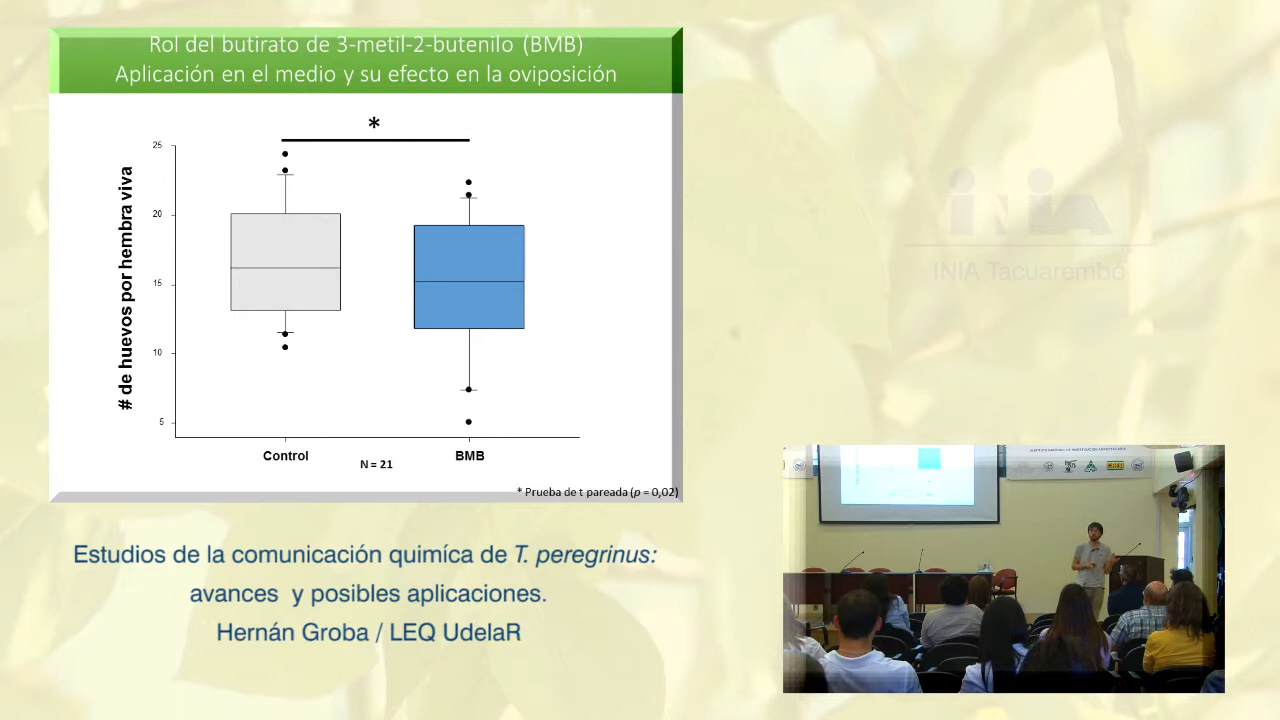 Rol del butirato de 3-metil-2-butenilo (BMB)
Aplicación en el medio y su efecto en la oviposición
*
25
20
15
10
5
# de huevos por hembra viva
Control
BMB
N = 21
* Prueba de t pareada (p = 0,02)
Estudios de la comunicación quimíca de T. peregrinus:
avances y posibles aplicaciones.
Hernán Groba / LEQ UdelaR
INIA
INIA Tacuarembó